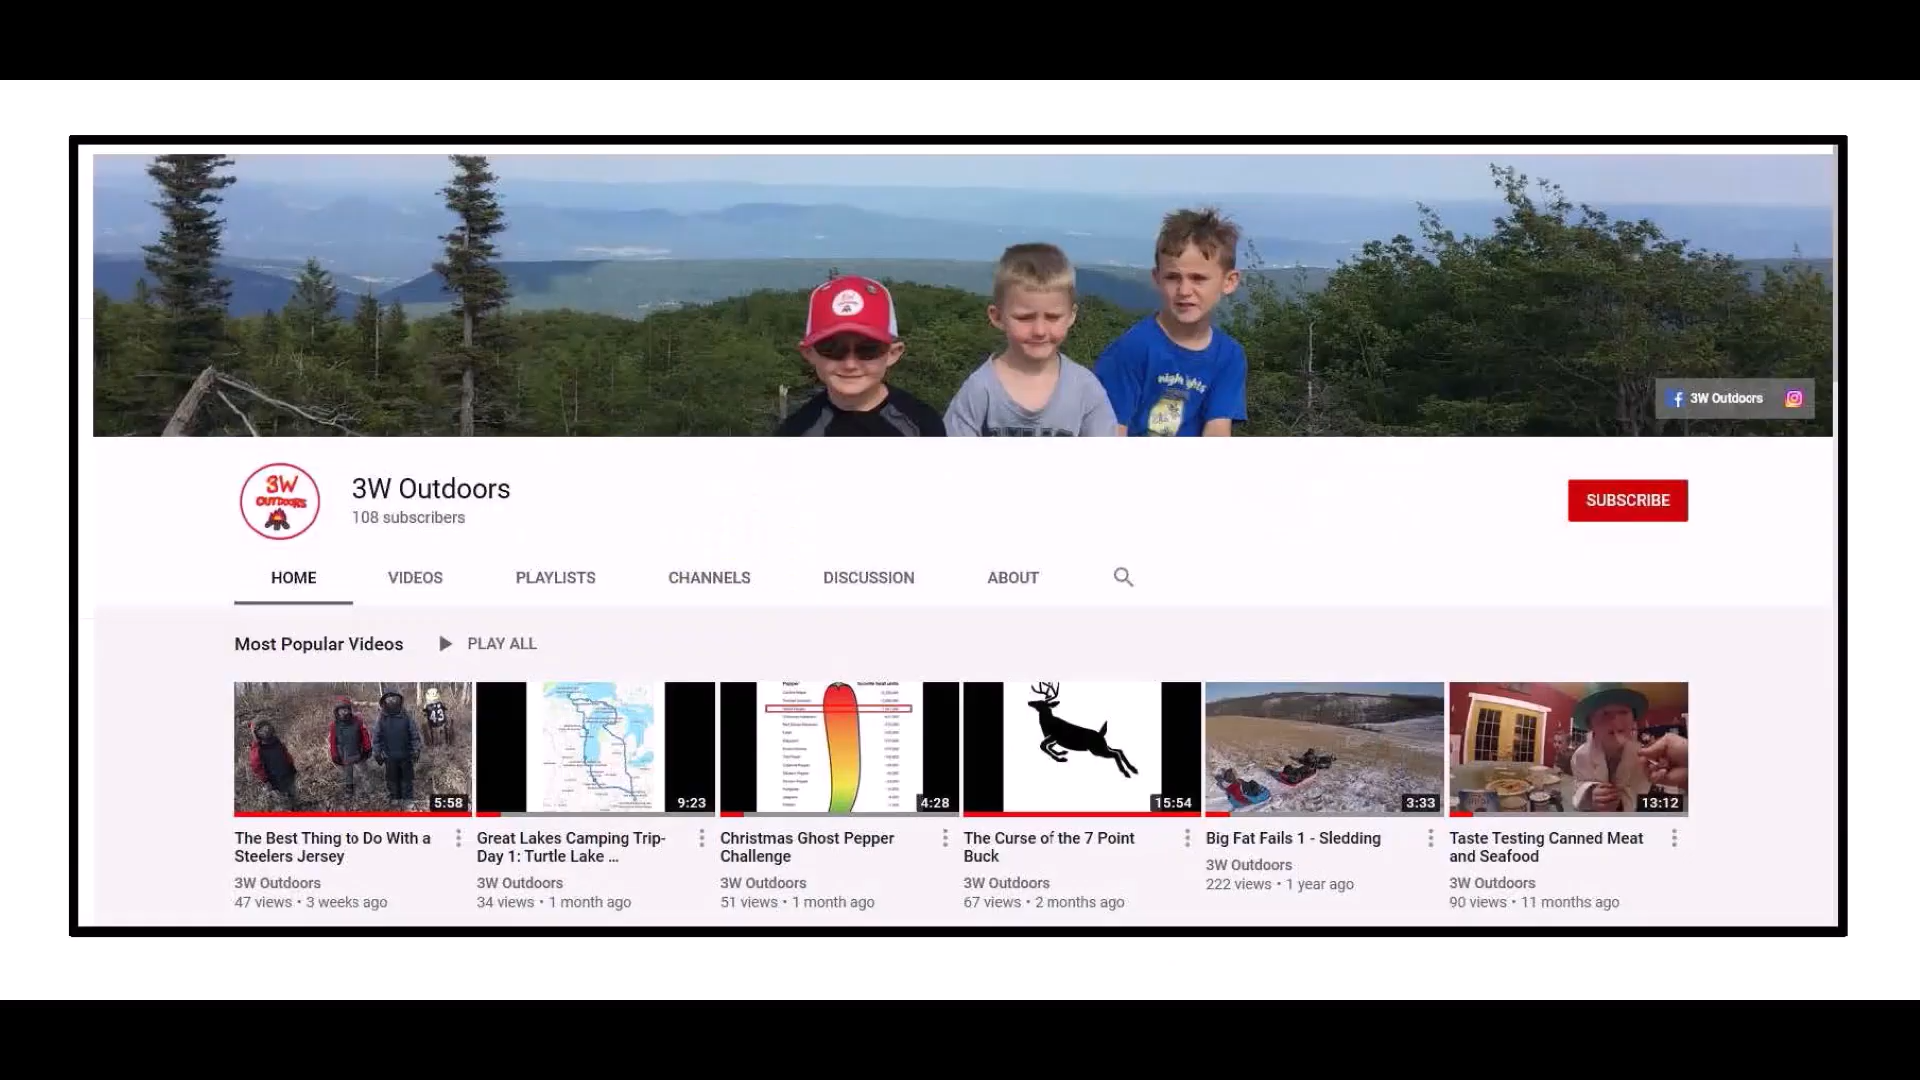 3W
3W Outdoors
3W
OUTDOORS
3W Outdoors
108 subscribers
SUBSCRIBE
HOME VIDEOS PLAYLISTS CHANNELS DISCUSSION ABOUT
Most Popular Videos PLAY ALL
43
5:58 9:23 4:28 15:54 3:33 13:12
The Best Thing to Do With a
Steelers Jersey
3W Outdoors
47 views • 3 weeks ago
Great Lakes Camping Trip-
Day 1: Turtle Lake ...
3W Outdoors
34 views • 1 month ago
Christmas Ghost Pepper
Challenge
3W Outdoors
51 views • 1 month ago
The Curse of the 7 Point
Buck
3W Outdoors
67 views • 2 months ago
Big Fat Fails 1 - Sledding
3W Outdoors
222 views • 1 year ago
Taste Testing Canned Meat
and Seafood
3W Outdoors
90 views • 11 months ago